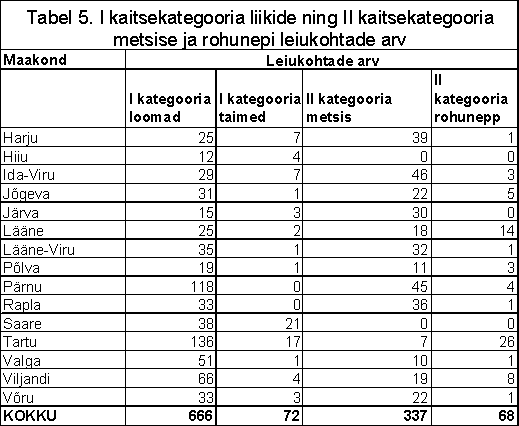 Tabel 5. I kaitsekategooria liikide ning II kaitsekategooria
metsise ja rohunepi leiukohtade arv
Maakond Leiukohtade arv
I kategooria loomad I kategooria taimed II kategooria metsis II kategooria rohunepp
Harju 25 7 39 1
Hiiu 12 4 0 0
Ida-Viru 29 7 46 3
Jõgeva 31 1 22 5
Järva 15 3 30 0
Lääne 25 2 18 14
Lääne-Viru 35 1 32 1
Põlva 19 1 11 3
Pärnu 118 0 45 4
Rapla 33 0 36 1
Saare 38 21 0 0
Tartu 136 17 7 26
Valga 51 1 10 1
Viljandi 66 4 19 8
Võru 33 3 22 1
KOKKU 666 72 337 68